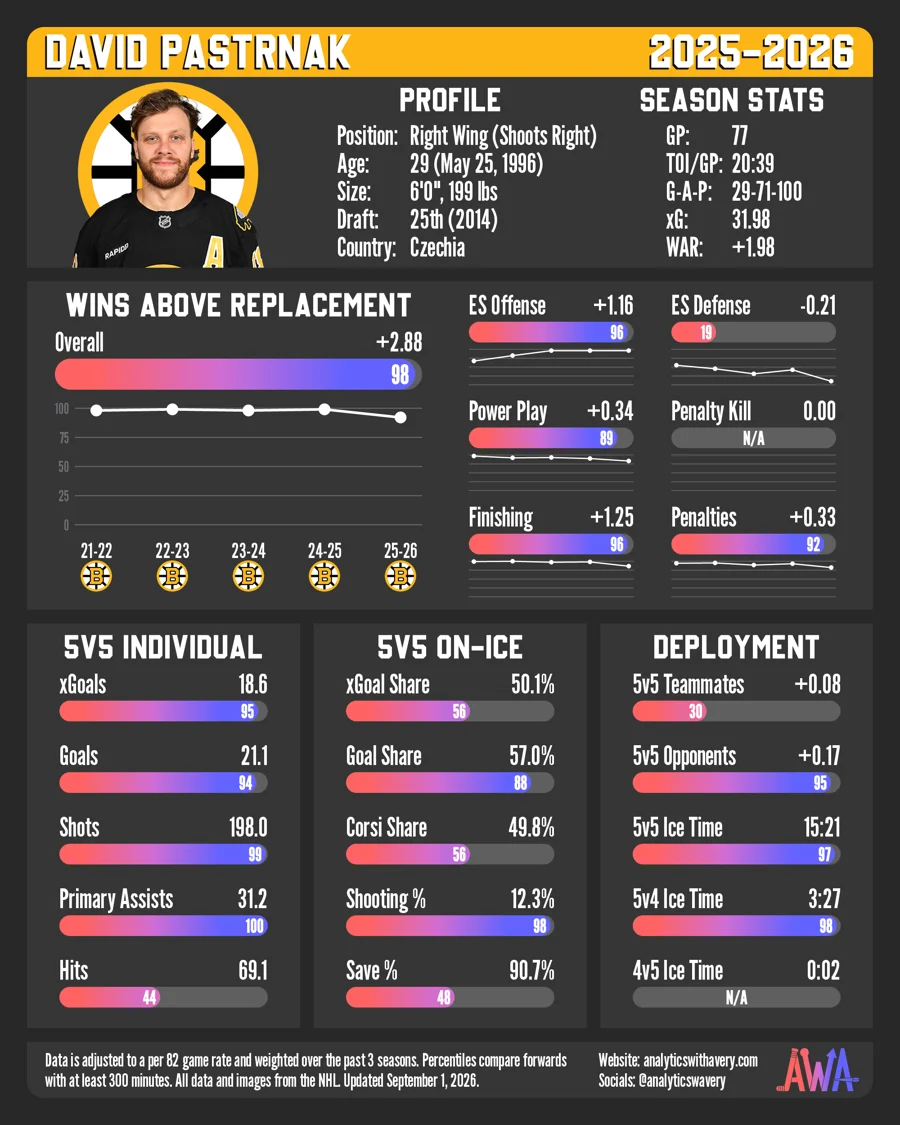 DAVID PASTRNAK
2025-2026
PROFILE
Position: Right Wing (Shoots Right)
Age: 29 (May 25, 1996)
Size: 6'0", 199 lbs
Draft: 25th (2014)
Country: Czechia
SEASON STATS
GP: 77
TOI/GP: 20:39
G-A-P: 29-71-100
xG: 31.98
WAR: +1.98
RAPID7
A
WINS ABOVE REPLACEMENT
Overall +2.88
98
100
75
50
25
0
21-22 22-23 23-24 24-25 25-26
B B B B B
ES Offense +1.16
96
ES Defense -0.21
19
Power Play +0.34
89
Penalty Kill 0.00
N/A
Finishing +1.25
96
Penalties +0.33
92
5V5 INDIVIDUAL
xGoals 18.6
95
Goals 21.1
94
Shots 198.0
99
Primary Assists 31.2
100
Hits 69.1
44
5V5 ON-ICE
xGoal Share 50.1%
56
Goal Share 57.0%
88
Corsi Share 49.8%
56
Shooting % 12.3%
98
Save % 90.7%
48
DEPLOYMENT
5v5 Teammates +0.08
30
5v5 Opponents +0.17
95
5v5 Ice Time 15:21
97
5v4 Ice Time 3:27
98
4v5 Ice Time 0:02
N/A
Data is adjusted to a per 82 game rate and weighted over the past 3 seasons. Percentiles compare forwards
with at least 300 minutes. All data and images from the NHL. Updated September 1, 2026.
Website: analyticswithavery.com
Socials: @analyticswavery
AWA